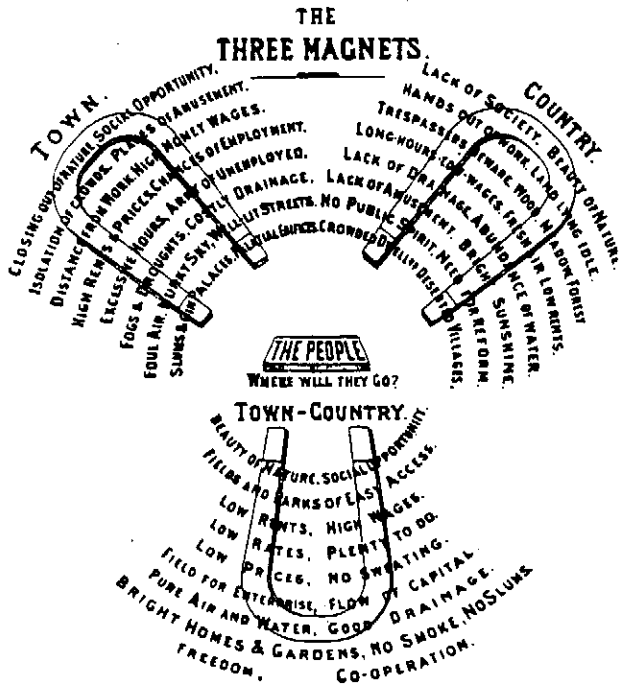 THE
THREE MAGNETS.
TOWN.
CLOSING OUT OF NATURE. SOCIAL OPPORTUNITY.
ISOLATION OF CROWDS. PLACES OF AMUSEMENT.
DISTANCE FROM WORK. HIGH MONEY WAGES.
HIGH RENTS & PRICES. CHANCES OF EMPLOYMENT.
EXCESSIVE HOURS. ARMY OF UNEMPLOYED.
FOGS & DROUGHTS. COSTLY DRAINAGE.
FOUL AIR. MURKY SKY. WELL-LIT STREETS.
SLUMS & GIN PALACES. PALATIAL EDIFICES.
COUNTRY.
LACK OF SOCIETY. BEAUTY OF NATURE.
HANDS OUT OF WORK. LAND LYING IDLE.
TRESPASSERS BEWARE. WOOD, MEADOW, FOREST
LONG-HOURS-LOW-WAGES. FRESH AIR LOW RENTS.
LACK OF DRAINAGE. ABUNDANCE OF WATER.
LACK OF AMUSEMENT. BRIGHT SUNSHINE.
NO PUBLIC SPIRIT. NEED FOR REFORM.
CROWDED DESERTED VILLAGES.
THE PEOPLE
WHERE WILL THEY GO?
TOWN-COUNTRY.
BEAUTY OF NATURE. SOCIAL OPPORTUNITY.
FIELDS AND PARKS OF EASY ACCESS.
LOW RENTS, HIGH WAGES.
LOW RATES, PLENTY TO DO.
LOW PRICES, NO SWEATING.
FIELD FOR ENTERPRISE, FLOW OF CAPITAL.
PURE AIR AND WATER, GOOD DRAINAGE.
BRIGHT HOMES & GARDENS, NO SMOKE, NO SLUMS.
FREEDOM. CO-OPERATION.